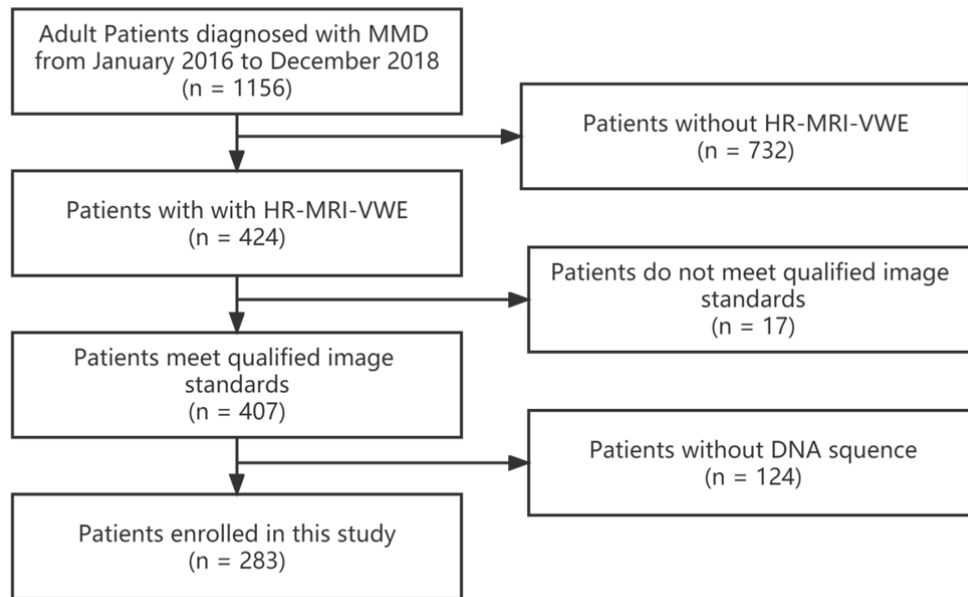 Adult Patients diagnosed with MMD
from January 2016 to December 2018
(n = 1156)
Patients without HR-MRI-VWE
(n = 732)
Patients with with HR-MRI-VWE
(n = 424)
Patients do not meet qualified image
standards
(n = 17)
Patients meet qualified image
standards
(n = 407)
Patients without DNA squence
(n = 124)
Patients enrolled in this study
(n = 283)